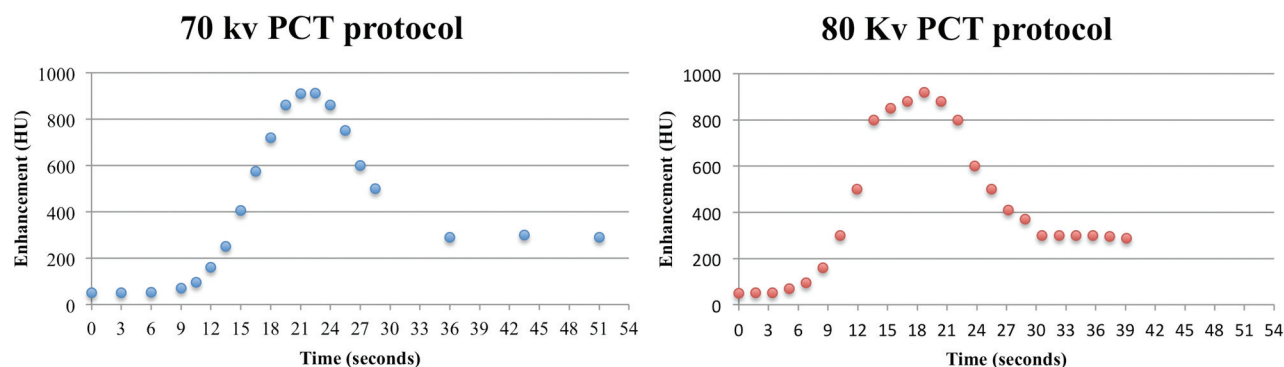 70 kv PCT protocol
Enhancement (HU)
1000
800
600
400
200
0
0 3 6 9 12 15 18 21 24 27 30 33 36 39 42 45 48 51 54
Time (seconds)
80 Kv PCT protocol
Enhancement (HU)
1000
800
600
400
200
0
0 3 6 9 12 15 18 21 24 27 30 33 36 39 42 45 48 51 54
Time (seconds)